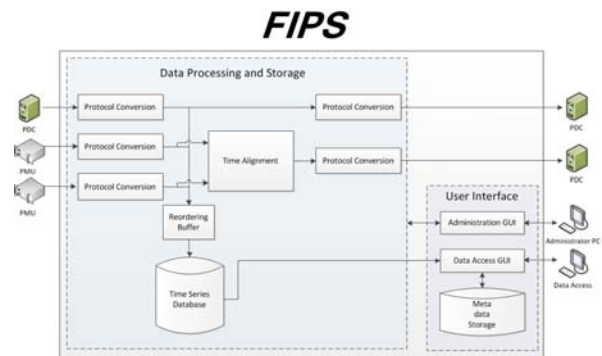 FIPS
Data Processing and Storage
PDC
Protocol Conversion
Protocol Conversion
PDC
PMU
Protocol Conversion
Time Alignment
Protocol Conversion
PDC
PMU
Protocol Conversion
Reordering
Buffer
Time Series
Database
User Interface
Administration GUI
Administrator PC
Data Access GUI
Data Access
Meta
data
Storage